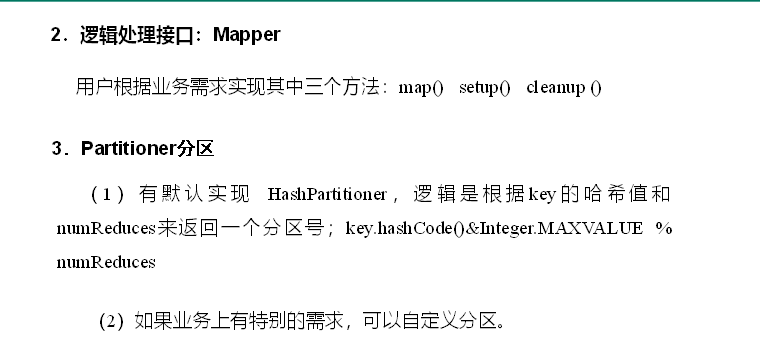 2．逻辑处理接口：Mapper
用户根据业务需求实现其中三个方法：map() setup() cleanup ()
3．Partitioner分区
（1）有默认实现 HashPartitioner，逻辑是根据key的哈希值和
numReduces来返回一个分区号；key.hashCode()&Integer.MAXVALUE %
numReduces
（2）如果业务上有特别的需求，可以自定义分区。